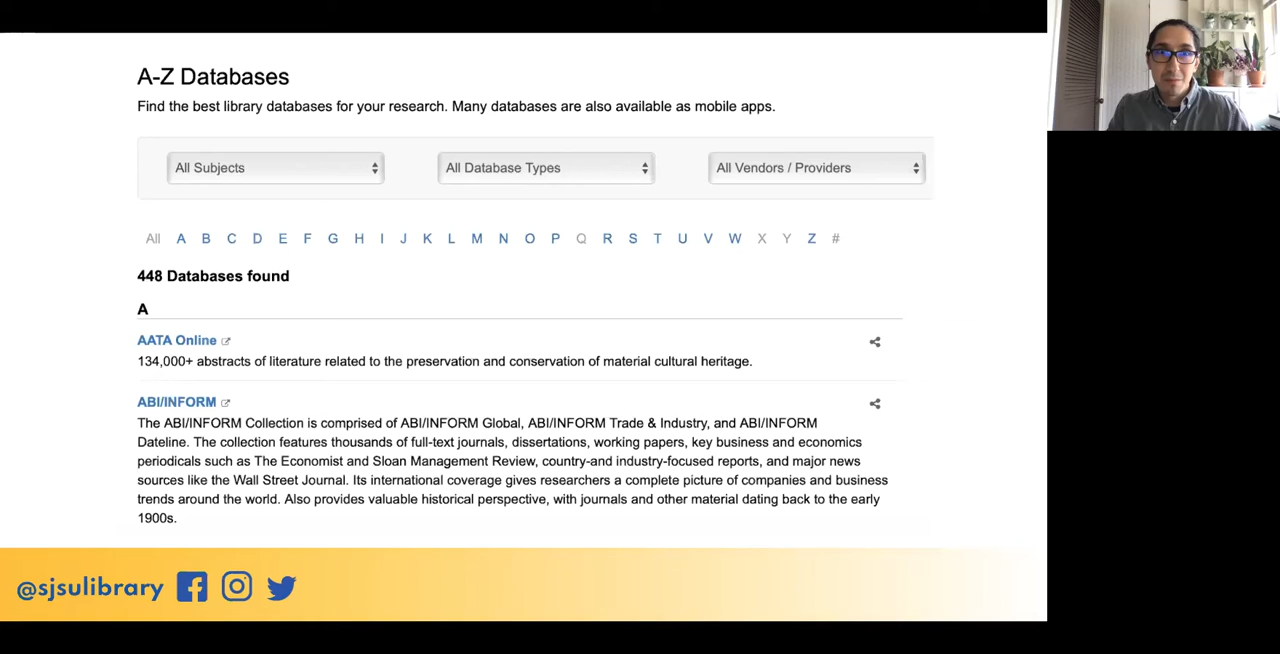 A-Z Databases
Find the best library databases for your research. Many databases are also available as mobile apps.
All Subjects All Database Types All Vendors / Providers
All A B C D E F G H I J K L M N O P Q R S T U V W X Y Z #
448 Databases found
A
AATA Online
134,000+ abstracts of literature related to the preservation and conservation of material cultural heritage.
ABI/INFORM
The ABI/INFORM Collection is comprised of ABI/INFORM Global, ABI/INFORM Trade & Industry, and ABI/INFORM
Dateline. The collection features thousands of full-text journals, dissertations, working papers, key business and economics
periodicals such as The Economist and Sloan Management Review, country-and industry-focused reports, and major news
sources like the Wall Street Journal. Its international coverage gives researchers a complete picture of companies and business
trends around the world. Also provides valuable historical perspective, with journals and other material dating back to the early
1900s.
@sjsulibrary